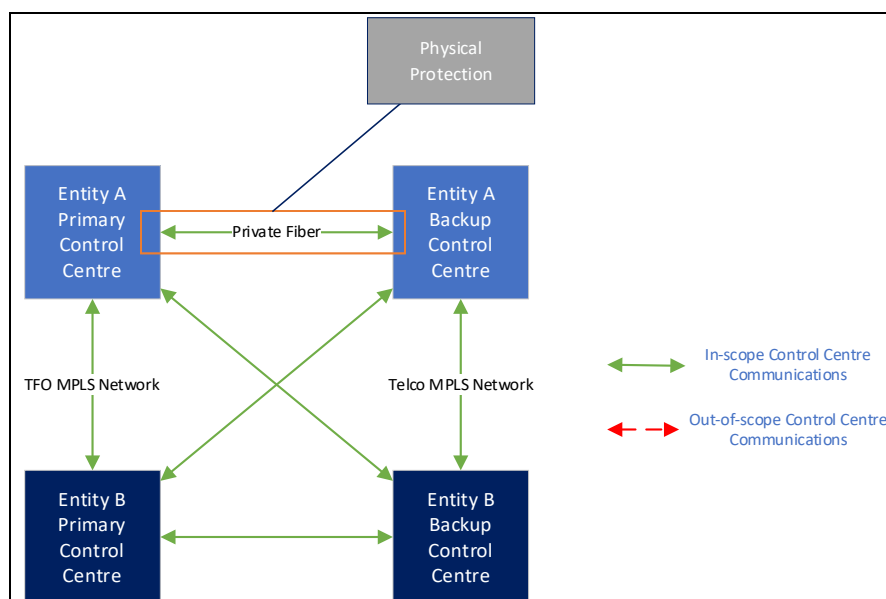 Physical
Protection
Entity A
Primary
Control
Centre
Private Fiber
Entity A
Backup
Control
Centre
TFO MPLS Network
Telco MPLS Network
In-scope Control Centre
Communications
Out-of-scope Control Centre
Communications
Entity B
Primary
Control
Centre
Entity B
Backup
Control
Centre